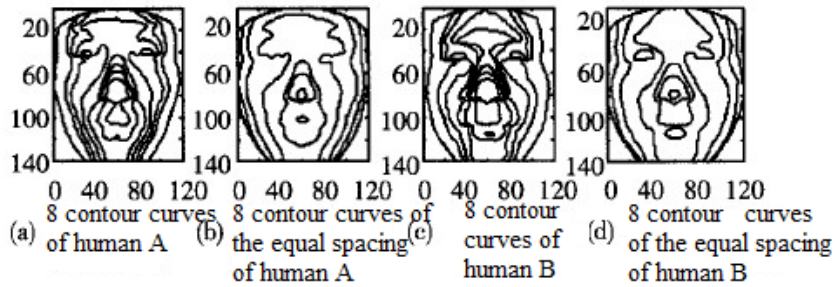 20
60
100
140
0 40 80 120
(a) 8 contour curves
of human A
20
60
100
140
0 40 80 120
(b) 8 contour curves of
the equal spacing
of human A
20
60
100
140
0 40 80 120
(c) 8 contour
curves of
human B
20
60
100
140
0 40 80 120
(d) 8 contour curves
of the equal spacing
of human B